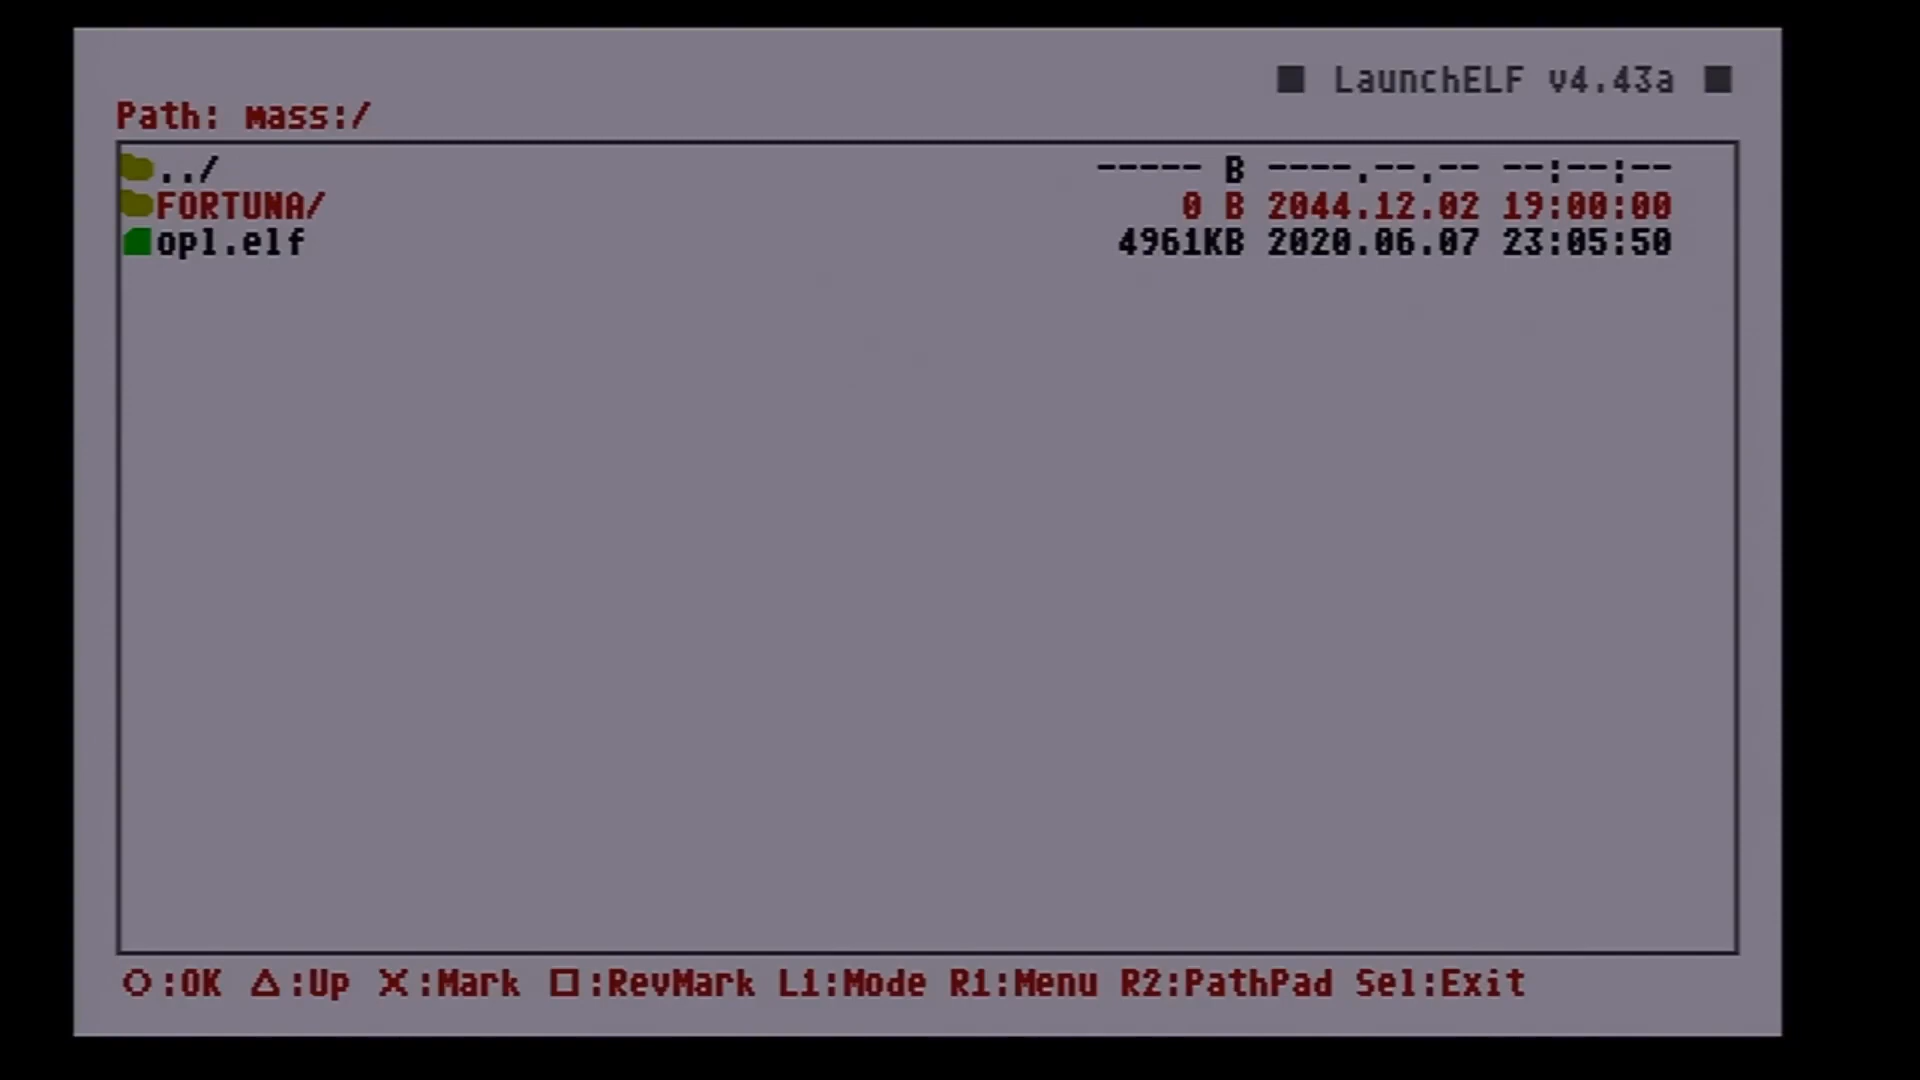 ■ LaunchELF v4.43a ■
Path: mass:/
../ ----- B ----.--.-- --:--:--
FORTUNA/ 0 B 2044.12.02 19:00:00
opl.elf 4961KB 2020.06.07 23:05:50
○:OK △:Up X:Mark □:RevMark L1:Mode R1:Menu R2:PathPad Sel:Exit